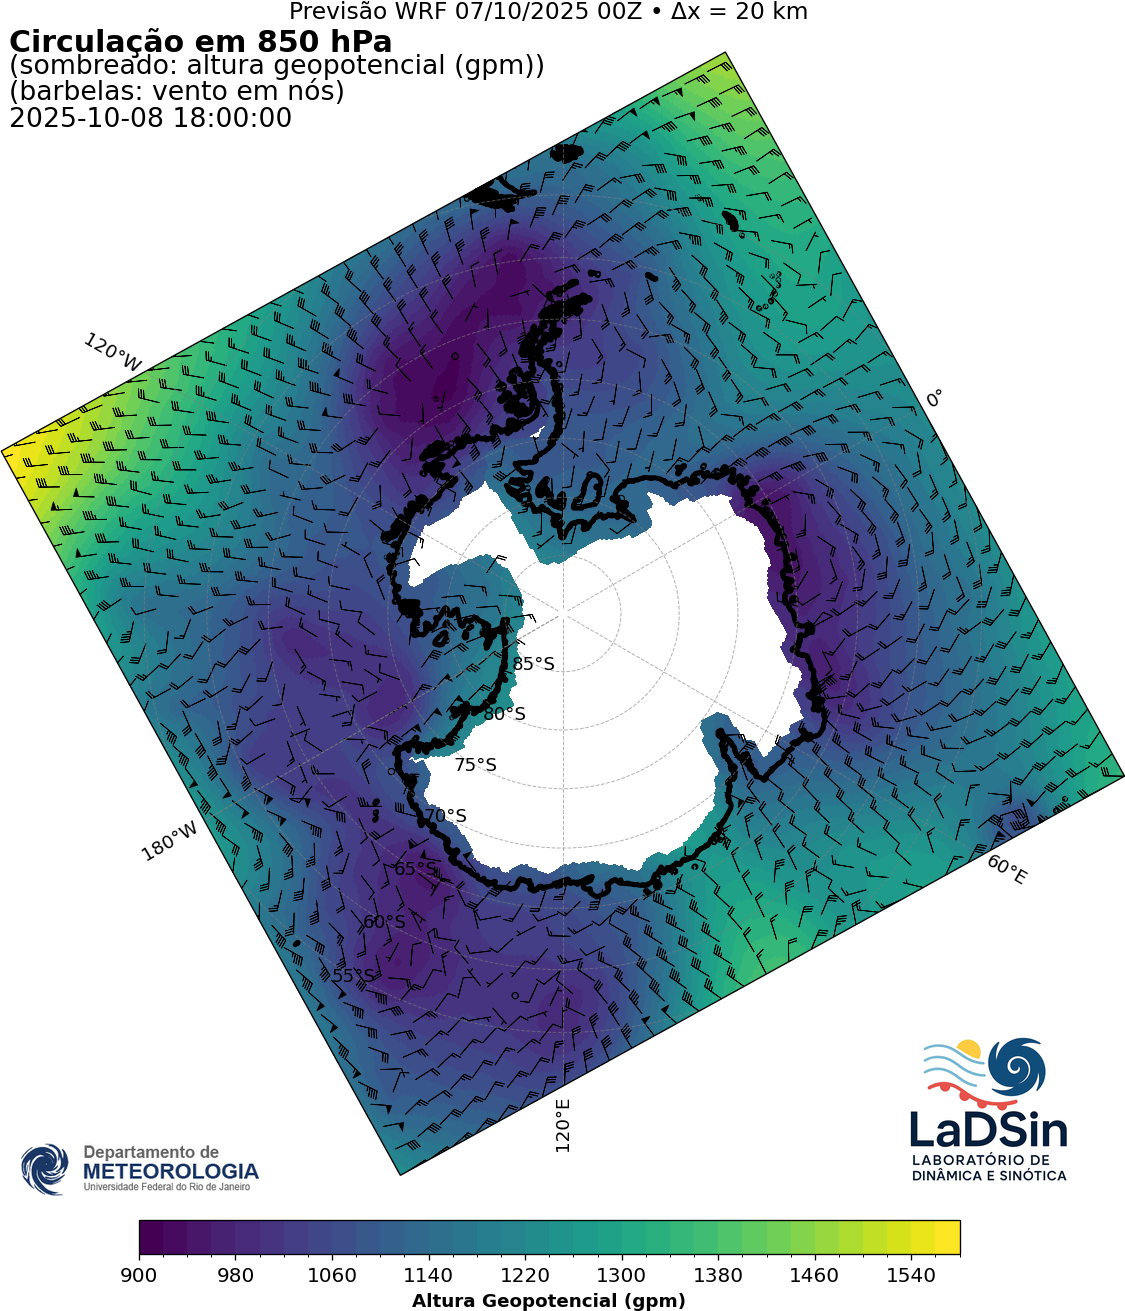 Previsão WRF 07/10/2025 00Z • Δx = 20 km
Circulação em 850 hPa
(sombreado: altura geopotencial (gpm))
(barbelas: vento em nós)
2025-10-08 18:00:00
120°W
0°
85°S
80°S
75°S
70°S
180°W
65°S
60°E
60°S
55°S
120°E
LaDSin
LABORATÓRIO DE
DINÂMICA E SINÓTICA
Departamento de
METEOROLOGIA
Universidade Federal do Rio de Janeiro
900 980 1060 1140 1220 1300 1380 1460 1540
Altura Geopotencial (gpm)